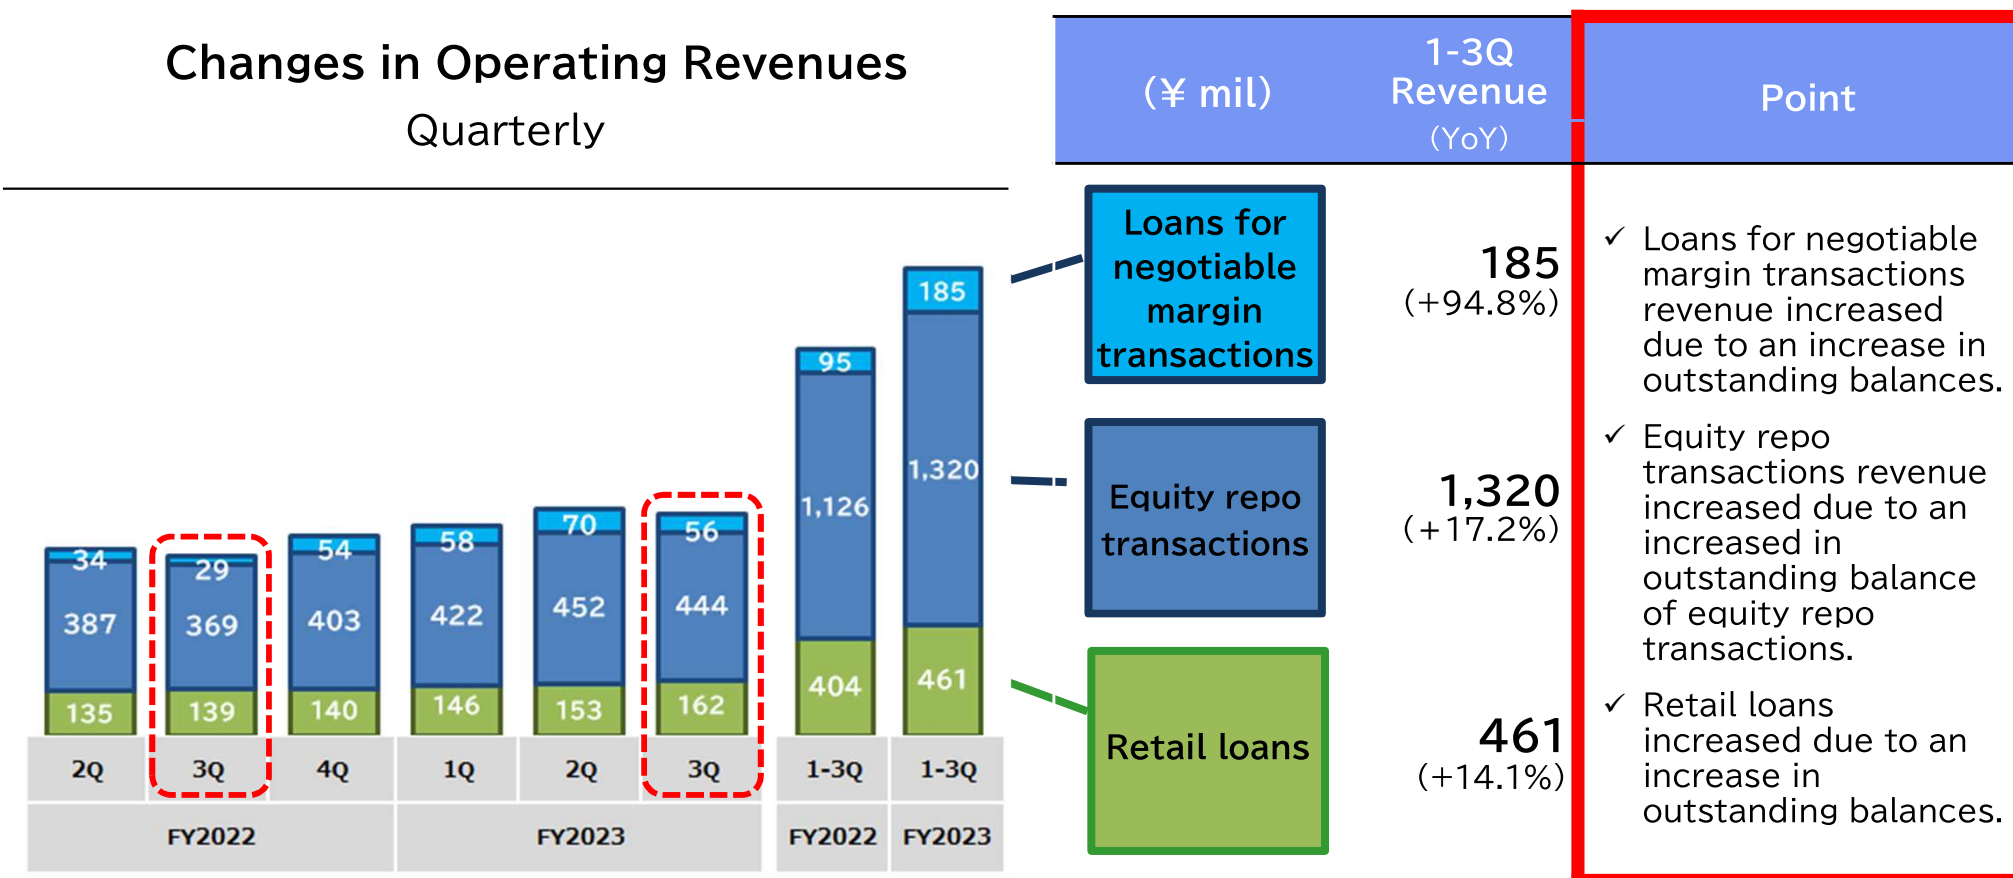 Changes in Operating Revenues
Quarterly
34
387
135
29
369
139
54
403
140
58
422
146
70
452
153
56
444
162
95
1,126
404
185
1,320
461
2Q 3Q 4Q 1Q 2Q 3Q 1-3Q 1-3Q
FY2022 FY2023 FY2022 FY2023
(¥ mil)
1-3Q
Revenue
(YoY)
Point
Loans for
negotiable
margin
transactions
185
(+94.8%)
✓ Loans for negotiable
margin transactions
revenue increased
due to an increase in
outstanding balances.
Equity repo
transactions
1,320
(+17.2%)
✓ Equity repo
transactions revenue
increased due to an
increased in
outstanding balance
of equity repo
transactions.
Retail loans
461
(+14.1%)
✓ Retail loans
increased due to an
increase in
outstanding balances.